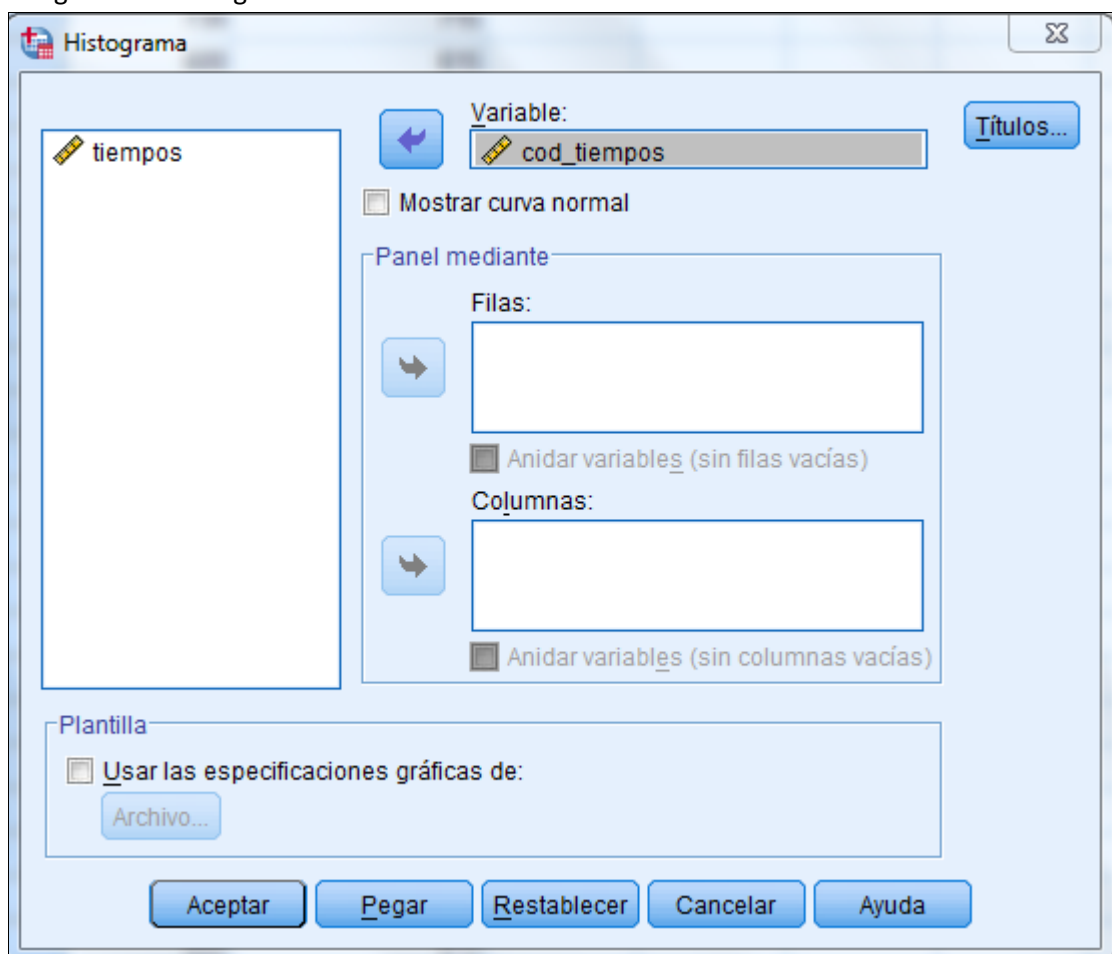 Histograma
tiempos
Variable:
cod_tiempos
Títulos...
Mostrar curva normal
Panel mediante
Filas:
Anidar variables (sin filas vacías)
Columnas:
Anidar variables (sin columnas vacías)
Plantilla
Usar las especificaciones gráficas de:
Archivo...
Aceptar
Pegar
Restablecer
Cancelar
Ayuda